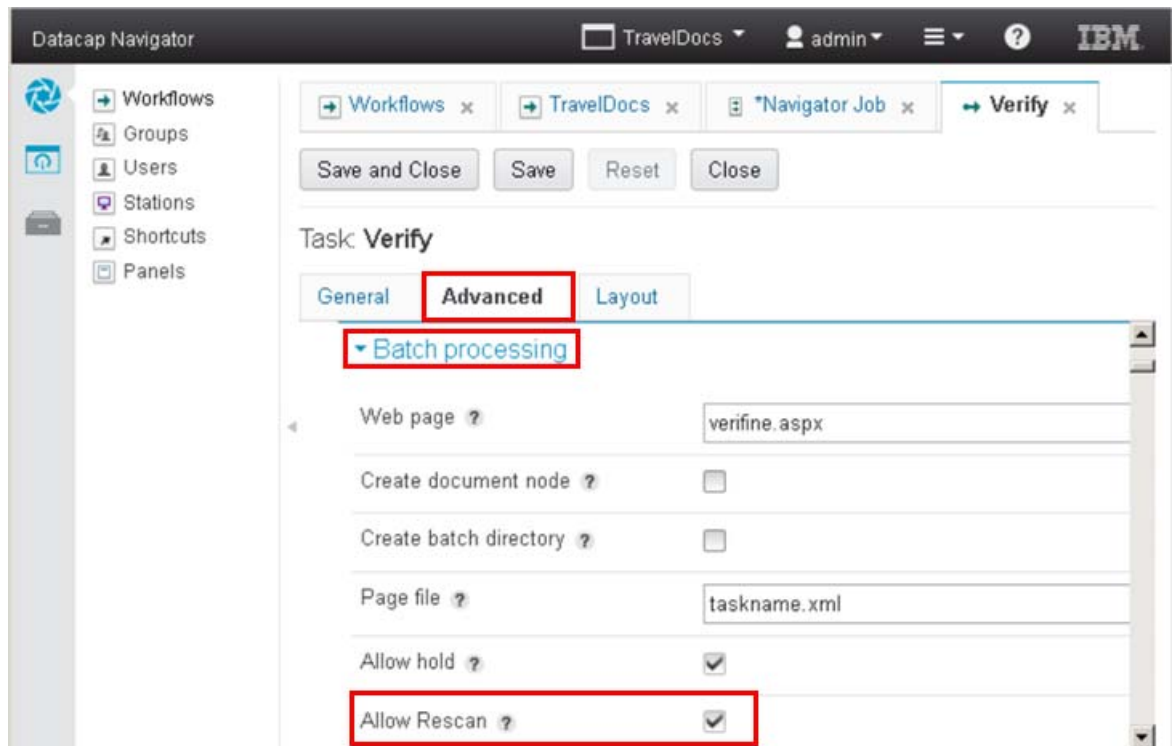 Datacap Navigator TravelDocs admin ? IBM.
Workflows
Groups
Users
Stations
Shortcuts
Panels
Workflows x TravelDocs x *Navigator Job x Verify x
Save and Close Save Reset Close
Task: Verify
General Advanced Layout
Batch processing
Web page ? verifine.aspx
Create document node ?
Create batch directory ?
Page file ? taskname.xml
Allow hold ?
Allow Rescan ?